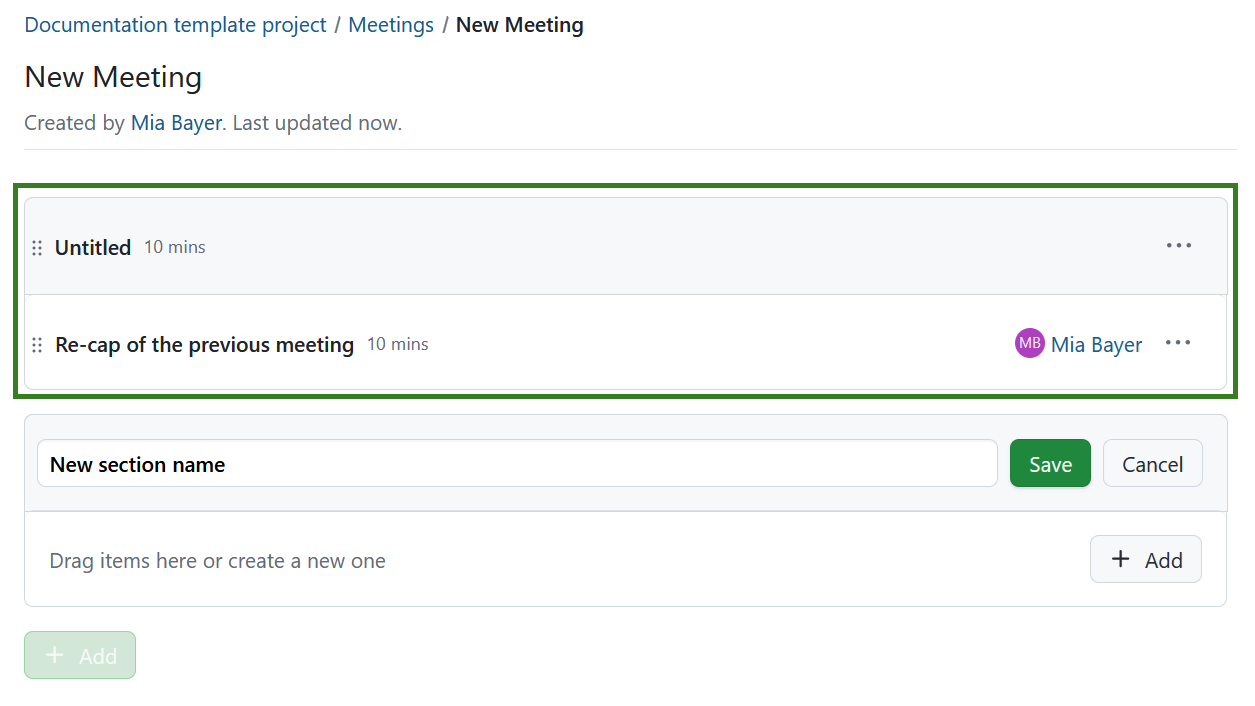 Documentation template project / Meetings / New Meeting
New Meeting
Created by Mia Bayer. Last updated now.
Untitled 10 mins
Re-cap of the previous meeting 10 mins MB Mia Bayer
New section name Save Cancel
Drag items here or create a new one + Add
+ Add